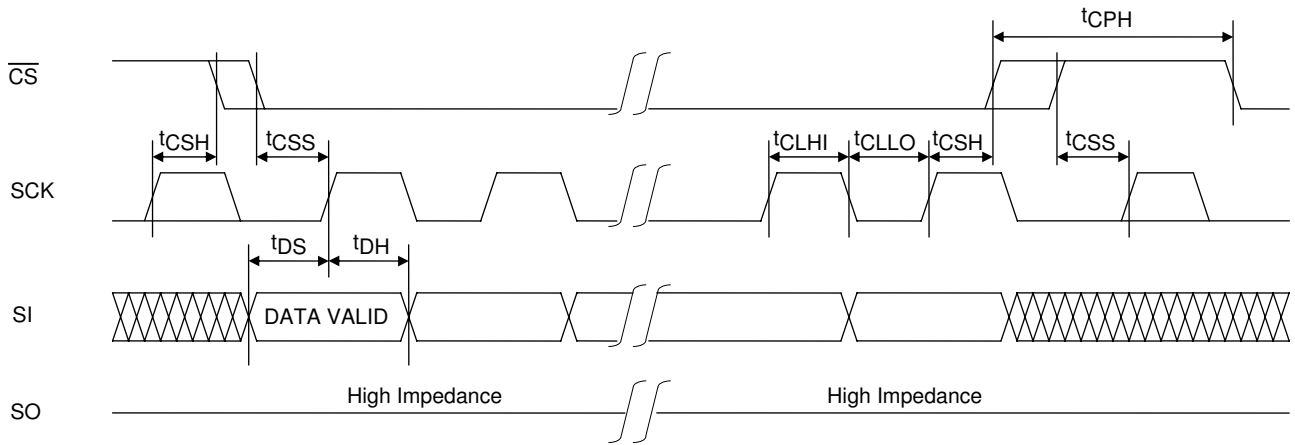 tCPH
CS
tCSH
tCSS
tCLHI
tCLLO
tCSH
tCSS
SCK
tDS
tDH
SI
DATA VALID
High Impedance
High Impedance
SO